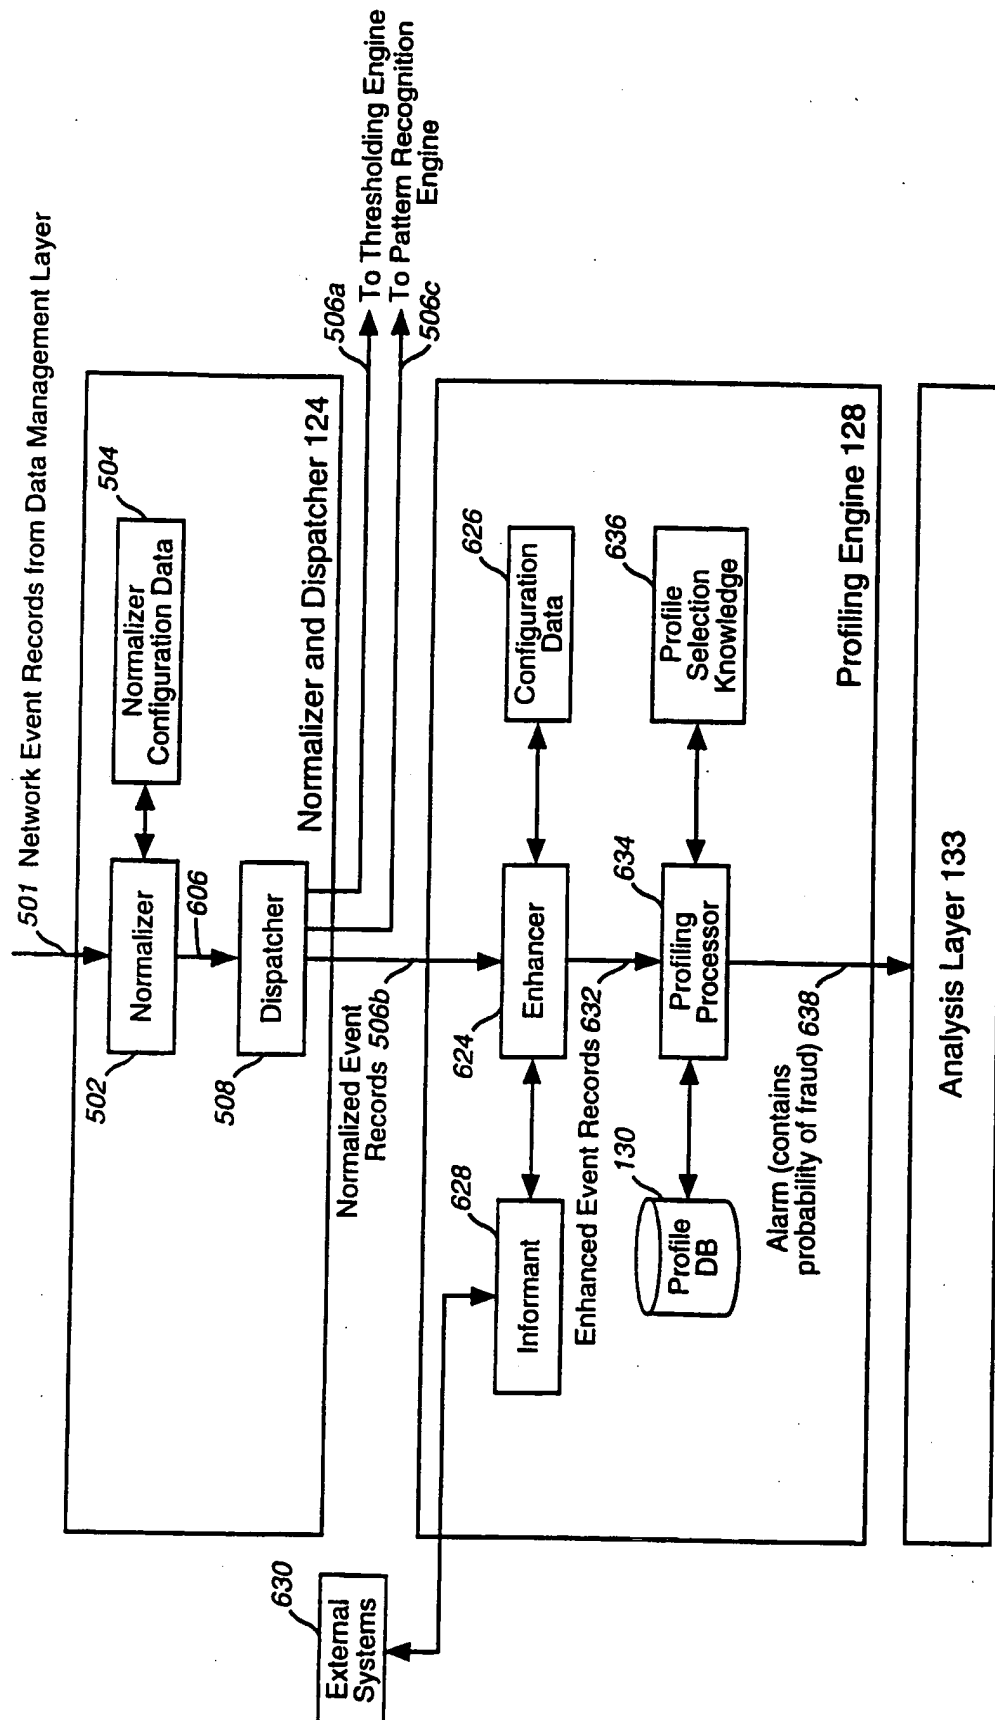 501 Network Event Records from Data Management Layer
504
Normalizer
Configuration Data
Normalizer
502
606
Dispatcher
508
Normalizer and Dispatcher 124
506a
To Thresholding Engine
To Pattern Recognition
Engine
506c
Normalized Event
Records 506b
630
External
Systems
628
Informant
624
Enhancer
626
Configuration
Data
Enhanced Event Records 632
130
Profile
DB
634
Profiling
Processor
636
Profile
Selection
Knowledge
Alarm (contains
probability of fraud) 638
Profiling Engine 128
Analysis Layer 133